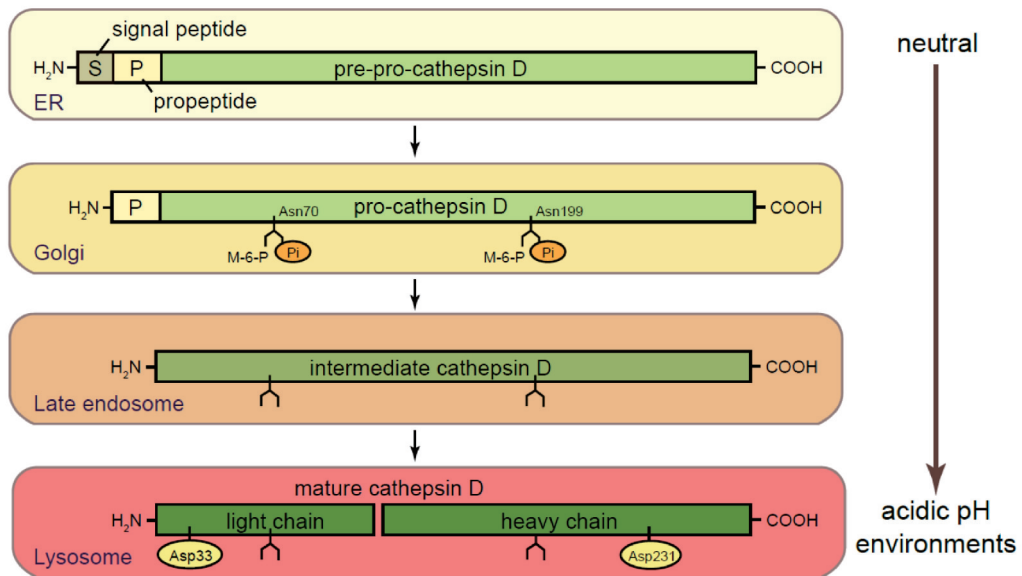 signal peptide
H₂N
S
P
pre-pro-cathepsin D
COOH
propeptide
ER
neutral
H₂N
P
pro-cathepsin D
Asn70
Asn199
COOH
M-6-P
Pi
M-6-P
Pi
Golgi
H₂N
intermediate cathepsin D
COOH
Late endosome
mature cathepsin D
H₂N
light chain
heavy chain
COOH
Asp33
Asp231
Lysosome
acidic pH
environments